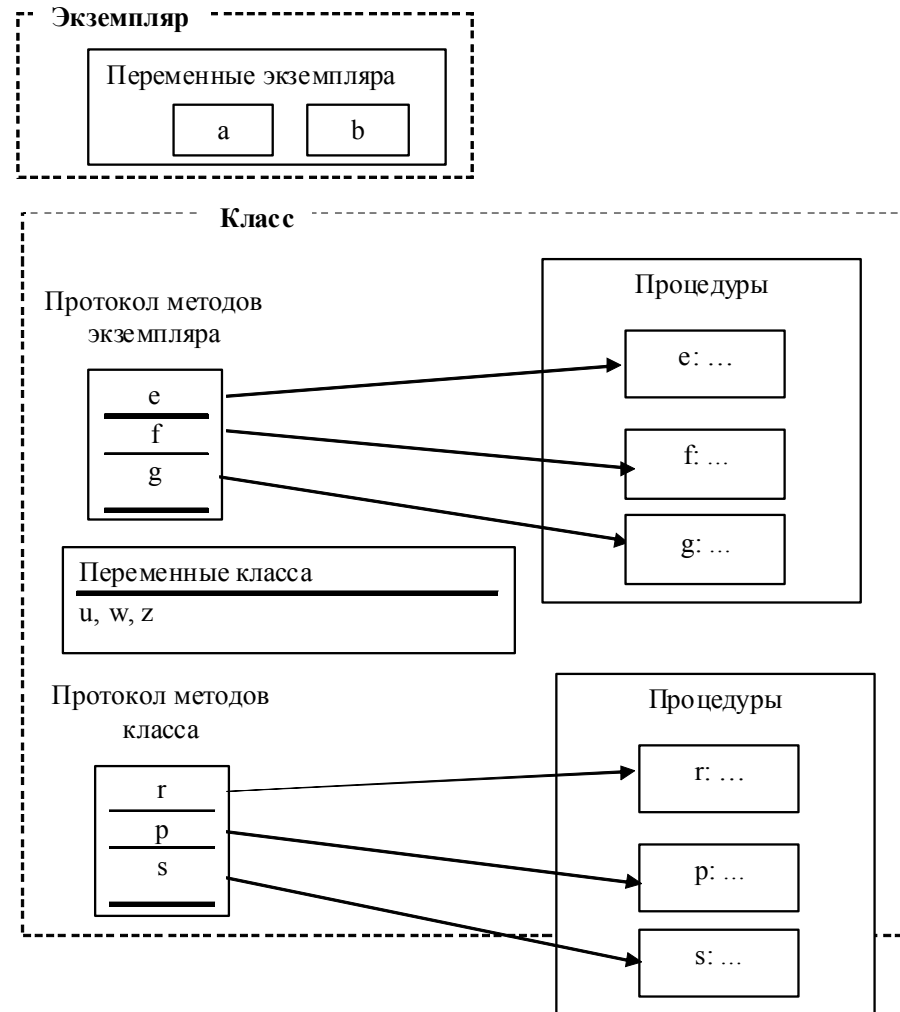 Экземпляр
Переменные экземпляра
a
b
Класс
Протокол методов
экземпляра
e
f
g
Процедуры
e: …
f: …
g: …
Переменные класса
u, w, z
Протокол методов
класса
r
p
s
Процедуры
r: …
p: …
s: …